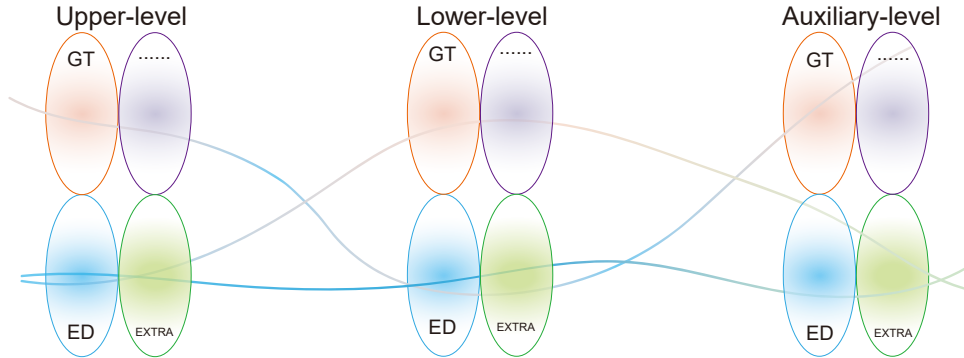 Upper-level Lower-level Auxiliary-level
GT ...... GT ...... GT ......
ED EXTRA ED EXTRA ED EXTRA